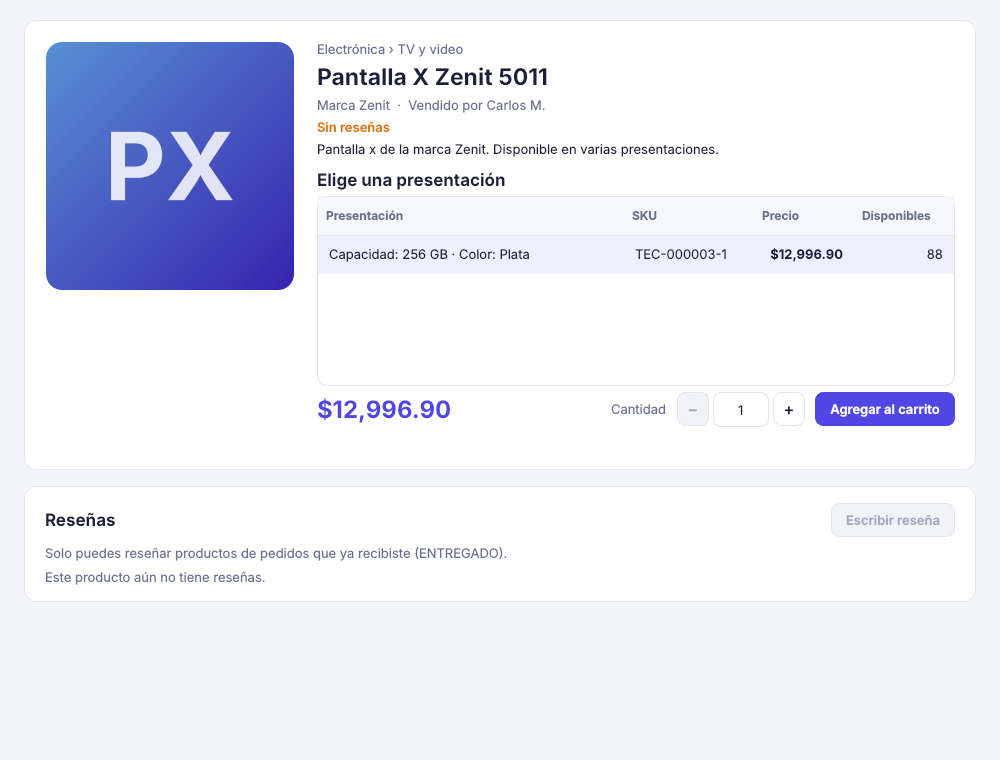 PX
Electrónica › TV y video
Pantalla X Zenit 5011
Marca Zenit · Vendido por Carlos M.
Sin reseñas
Pantalla x de la marca Zenit. Disponible en varias presentaciones.
Elige una presentación
Presentación SKU Precio Disponibles
Capacidad: 256 GB · Color: Plata TEC-000003-1 $12,996.90 88
$12,996.90 Cantidad − 1 + Agregar al carrito
Reseñas Escribir reseña
Solo puedes reseñar productos de pedidos que ya recibiste (ENTREGADO).
Este producto aún no tiene reseñas.